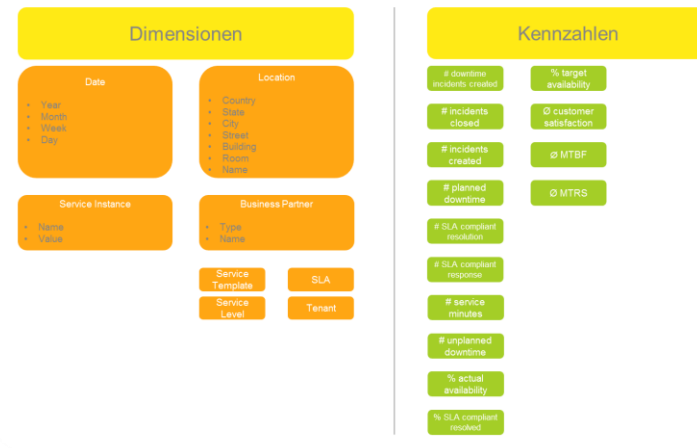 Dimensionen
Date
• Year
• Month
• Week
• Day
Location
• Country
• State
• City
• Street
• Building
• Room
• Name
Service Instance
• Name
• Value
Business Partner
• Type
• Name
Service
Template
SLA
Service
Level
Tenant
Kennzahlen
# downtime
incidents created
# incidents
closed
# incidents
created
# planned
downtime
# SLA compliant
resolution
# SLA compliant
response
# service
minutes
# unplanned
downtime
% actual
availability
% SLA compliant
resolved
% target
availability
Ø customer
satisfaction
Ø MTBF
Ø MTRS